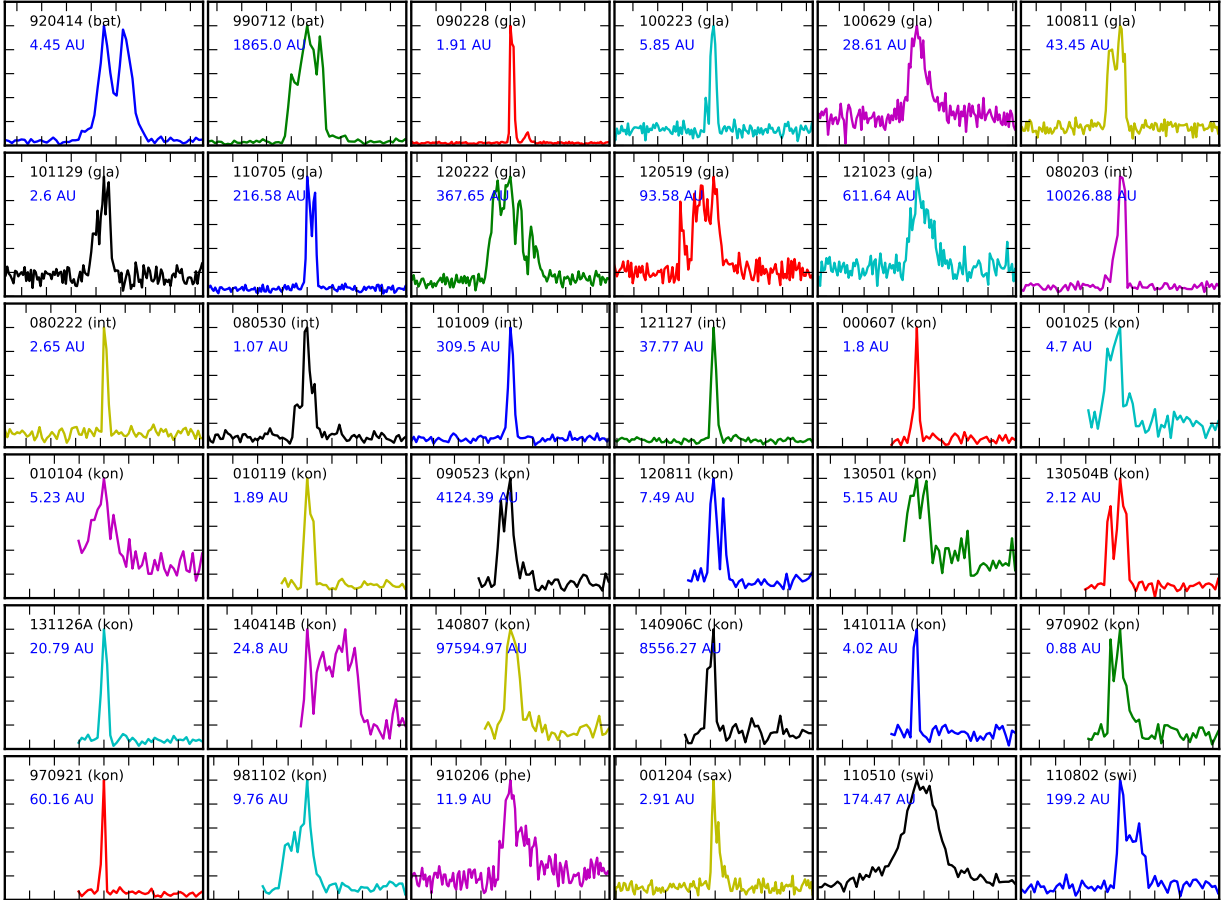 920414 (bat)
4.45 AU
990712 (bat)
1865.0 AU
090228 (gla)
1.91 AU
100223 (gla)
5.85 AU
100629 (gla)
28.61 AU
100811 (gla)
43.45 AU
101129 (gla)
2.6 AU
110705 (gla)
216.58 AU
120222 (gla)
367.65 AU
120519 (gla)
93.58 AU
121023 (gla)
611.64 AU
080203 (int)
10026.88 AU
080222 (int)
2.65 AU
080530 (int)
1.07 AU
101009 (int)
309.5 AU
121127 (int)
37.77 AU
000607 (kon)
1.8 AU
001025 (kon)
4.7 AU
010104 (kon)
5.23 AU
010119 (kon)
1.89 AU
090523 (kon)
4124.39 AU
120811 (kon)
7.49 AU
130501 (kon)
5.15 AU
130504B (kon)
2.12 AU
131126A (kon)
20.79 AU
140414B (kon)
24.8 AU
140807 (kon)
97594.97 AU
140906C (kon)
8556.27 AU
141011A (kon)
4.02 AU
970902 (kon)
0.88 AU
970921 (kon)
60.16 AU
981102 (kon)
9.76 AU
910206 (phe)
11.9 AU
001204 (sax)
2.91 AU
110510 (swi)
174.47 AU
110802 (swi)
199.2 AU